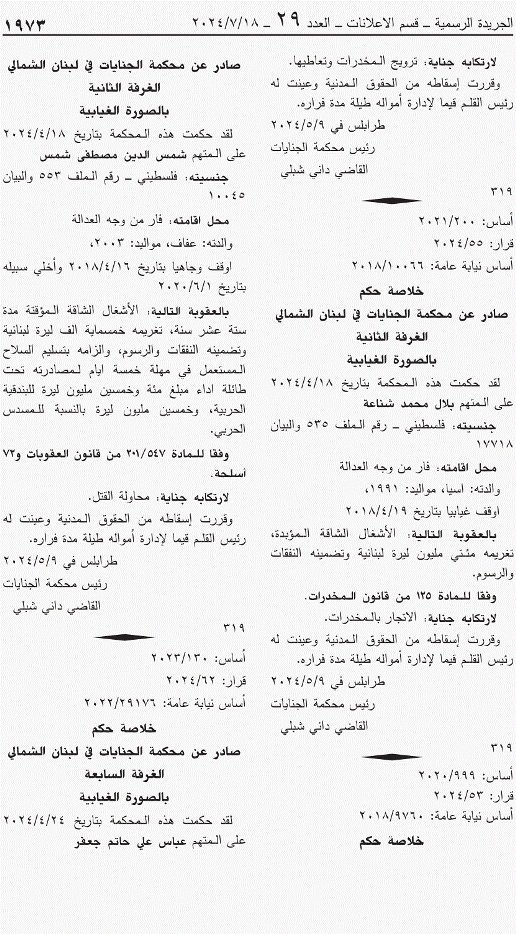 الجريدة الرسمية ـ قسم الاعلانات ـ العدد ٢٩ ـ ٢٠٢٤/٧/١٨
١٩٧٣
لارتكابه جناية: ترويج المخدرات وتعاطيها.
وقررت إسقاطه من الحقوق المدنية وعينت له
رئيس القلم قيما لإدارة أمواله طيلة مدة فراره.
طرابلس في ٢٠٢٤/٥/٩
رئيس محكمة الجنايات
القاضي داني شبلي
٣١٩
أساس: ٢٠٢١/٢٠٠
قرار: ٢٠٢٤/٥٥
أساس نيابة عامة: ٢٠١٨/١٠٠٦٦
خلاصة حكم
صادر عن محكمة الجنايات في لبنان الشمالي
الغرفة الثانية
بالصورة الغيابية
لقد حكمت هذه المحكمة بتاريخ ٢٠٢٤/٤/١٨
على المتهم بلال محمد شناعة
جنسيته: فلسطيني ـ رقم الملف ٥٣٥ والبيان
١٧٧١٨
محل اقامته: فار من وجه العدالة
والدته: اسيا، مواليد: ١٩٩١،
اوقف غيابيا بتاريخ ٢٠١٨/٤/١٩
بالعقوبة التالية: الأشغال الشاقة المؤبدة،
تغريمه مئتي مليون ليرة لبنانية وتضمينه النفقات
والرسوم.
وفقا للمادة ١٢٥ من قانون المخدرات.
لارتكابه جناية: الاتجار بالمخدرات.
وقررت إسقاطه من الحقوق المدنية وعينت له
رئيس القلم قيما لإدارة أمواله طيلة مدة فراره.
طرابلس في ٢٠٢٤/٥/٩
رئيس محكمة الجنايات
القاضي داني شبلي
٣١٩
أساس: ٢٠٢٠/٩٩٩
قرار: ٢٠٢٤/٥٣
أساس نيابة عامة: ٢٠١٨/٩٧٦٠
خلاصة حكم
صادر عن محكمة الجنايات في لبنان الشمالي
الغرفة الثانية
بالصورة الغيابية
لقد حكمت هذه المحكمة بتاريخ ٢٠٢٤/٤/١٨
على المتهم شمس الدين مصطفى شمس
جنسيته: فلسطيني ـ رقم الملف ٥٥٣ والبيان
١٠٠٤٥
محل اقامته: فار من وجه العدالة
والدته: عفاف، مواليد: ٢٠٠٣،
اوقف وجاهيا بتاريخ ٢٠١٨/٤/١٦ وأخلي سبيله
بتاريخ ٢٠٢٠/٦/١
بالعقوبة التالية: الأشغال الشاقة المؤقتة مدة
ستة عشر سنة، تغريمه خمسماية الف ليرة لبنانية
وتضمينه النفقات والرسوم، والزامه بتسليم السلاح
المستعمل في مهلة خمسة ايام لمصادرته تحت
طائلة اداء مبلغ مئة وخمسين مليون ليرة للبندقية
الحربية، وخمسين مليون ليرة بالنسبة للمسدس
الحربي.
وفقا للمادة ٢٠١/٥٤٧ من قانون العقوبات و٧٢
أسلحة.
لارتكابه جناية: محاولة القتل.
وقررت إسقاطه من الحقوق المدنية وعينت له
رئيس القلم قيما لإدارة أمواله طيلة مدة فراره.
طرابلس في ٢٠٢٤/٥/٩
رئيس محكمة الجنايات
القاضي داني شبلي
٣١٩
أساس: ٢٠٢٣/١٣٠
قرار: ٢٠٢٤/٦٢
أساس نيابة عامة: ٢٠٢٢/٢٩١٧٦
خلاصة حكم
صادر عن محكمة الجنايات في لبنان الشمالي
الغرفة السابعة
بالصورة الغيابية
لقد حكمت هذه المحكمة بتاريخ ٢٠٢٤/٤/٢٤
على المتهم عباس علي حاتم جعفر